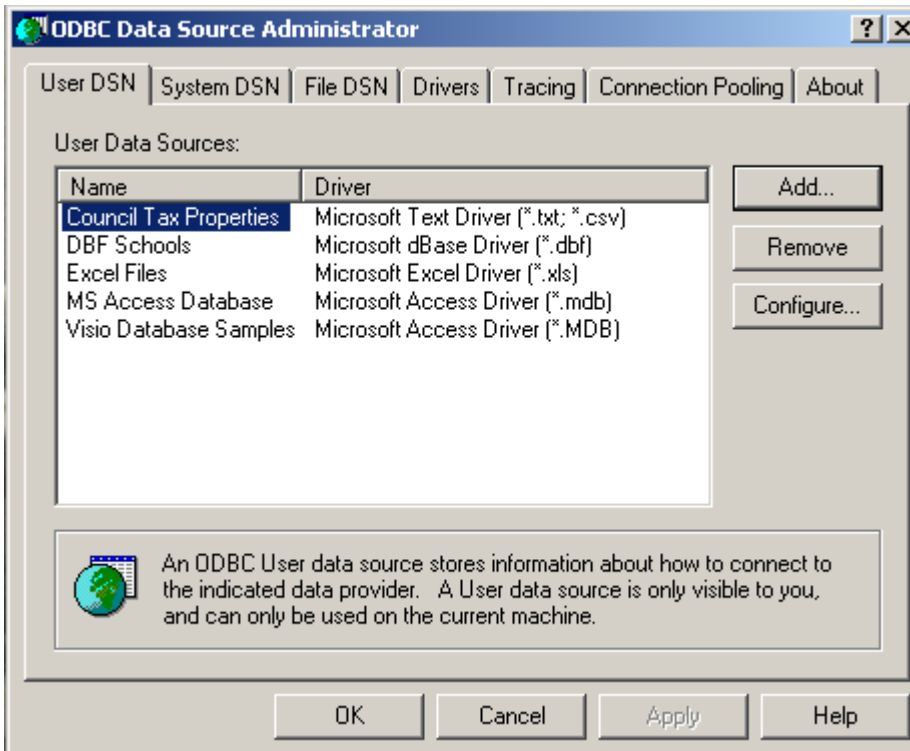 ODBC Data Source Administrator
User DSN System DSN File DSN Drivers Tracing Connection Pooling About
User Data Sources:
Name Driver
Council Tax Properties Microsoft Text Driver (*.txt; *.csv)
DBF Schools Microsoft dBase Driver (*.dbf)
Excel Files Microsoft Excel Driver (*.xls)
MS Access Database Microsoft Access Driver (*.mdb)
Visio Database Samples Microsoft Access Driver (*.MDB)
Add...
Remove
Configure...
An ODBC User data source stores information about how to connect to
the indicated data provider. A User data source is only visible to you,
and can only be used on the current machine.
OK Cancel Apply Help